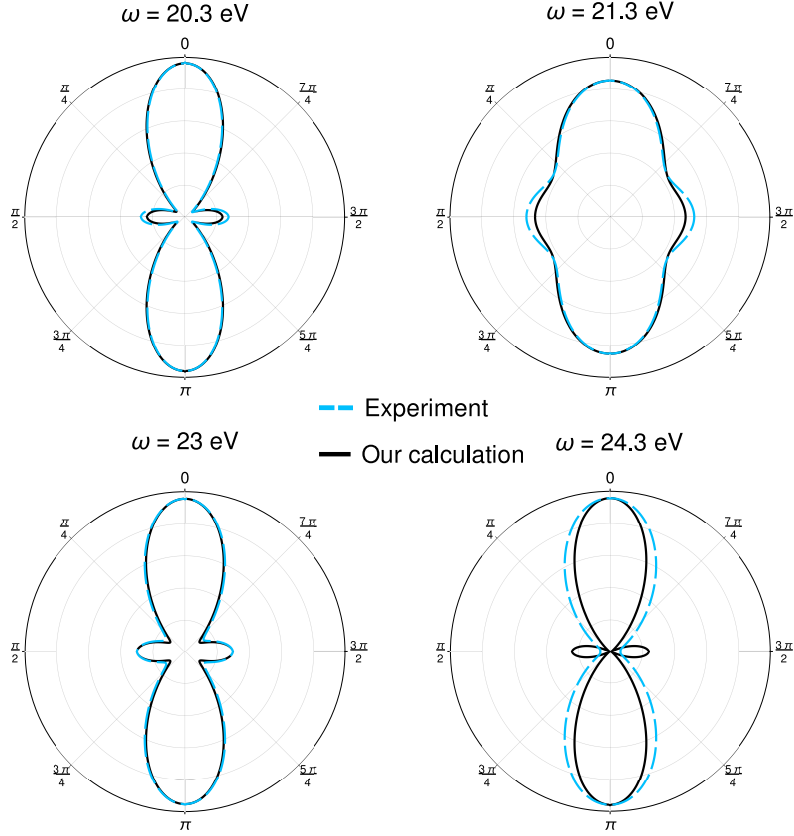 ω = 20.3 eV
0
π/4
7π/4
π/2
3π/2
3π/4
5π/4
π
ω = 21.3 eV
0
π/4
7π/4
π/2
3π/2
3π/4
5π/4
π
Experiment
Our calculation
ω = 23 eV
0
π/4
7π/4
π/2
3π/2
3π/4
5π/4
π
ω = 24.3 eV
0
π/4
7π/4
π/2
3π/2
3π/4
5π/4
π